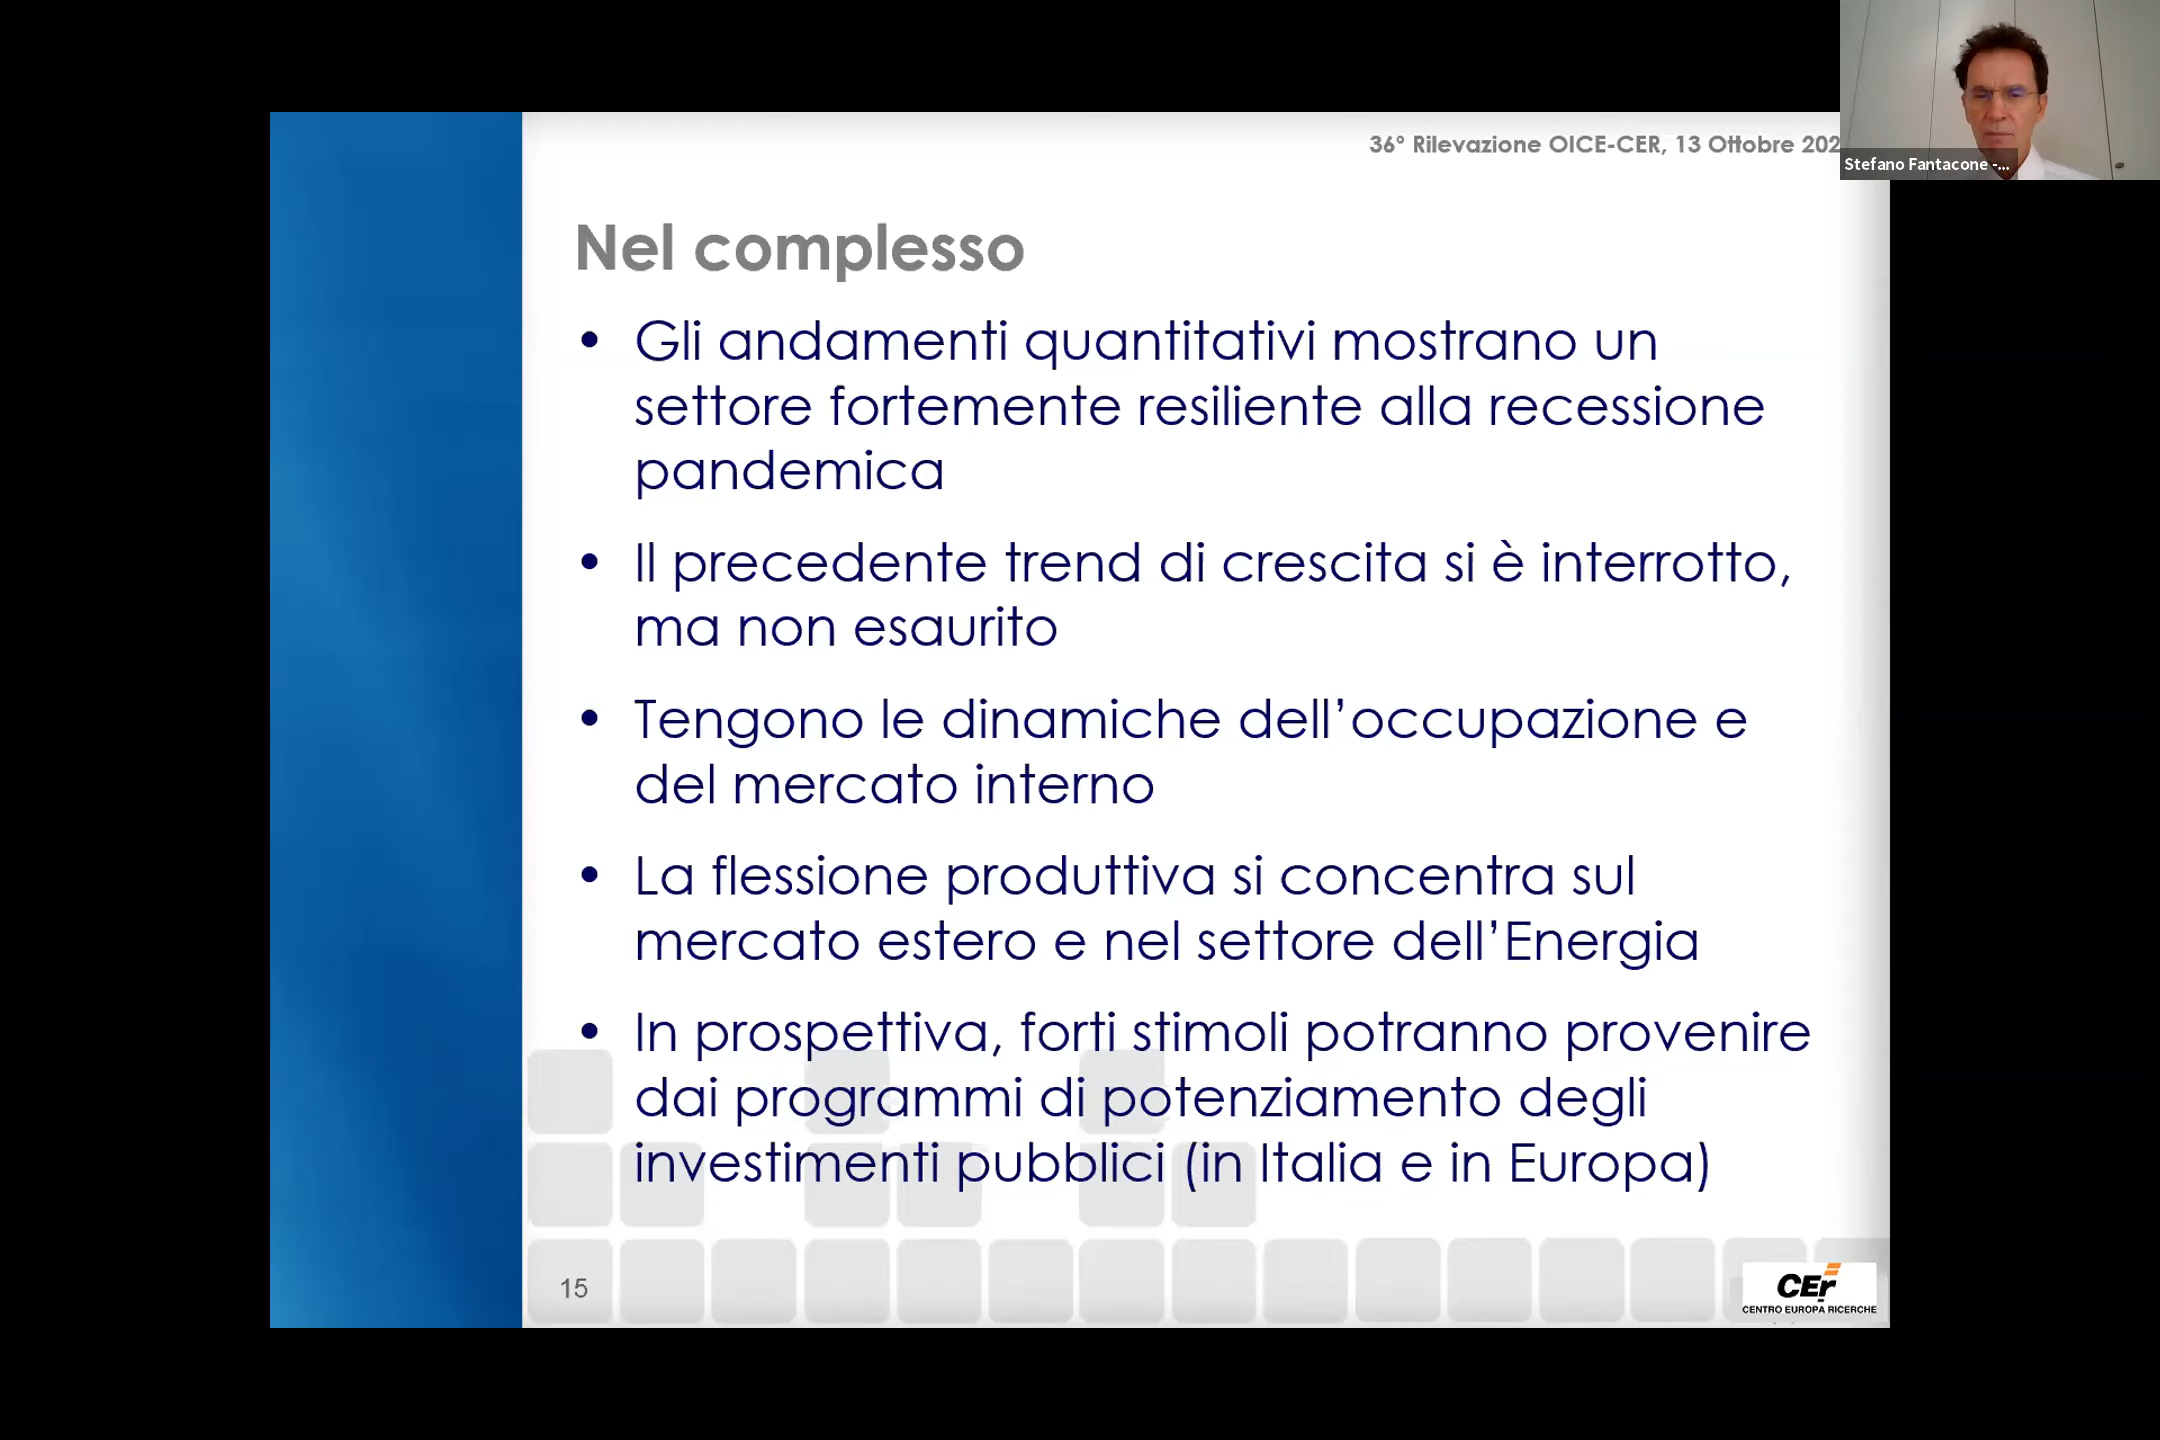 36° Rilevazione OICE-CER, 13 Ottobre 202
Stefano Fantacone -...
Nel complesso
• Gli andamenti quantitativi mostrano un
settore fortemente resiliente alla recessione
pandemica
• Il precedente trend di crescita si è interrotto,
ma non esaurito
• Tengono le dinamiche dell’occupazione e
del mercato interno
• La flessione produttiva si concentra sul
mercato estero e nel settore dell’Energia
• In prospettiva, forti stimoli potranno provenire
dai programmi di potenziamento degli
investimenti pubblici (in Italia e in Europa)
15
CEr
CENTRO EUROPA RICERCHE